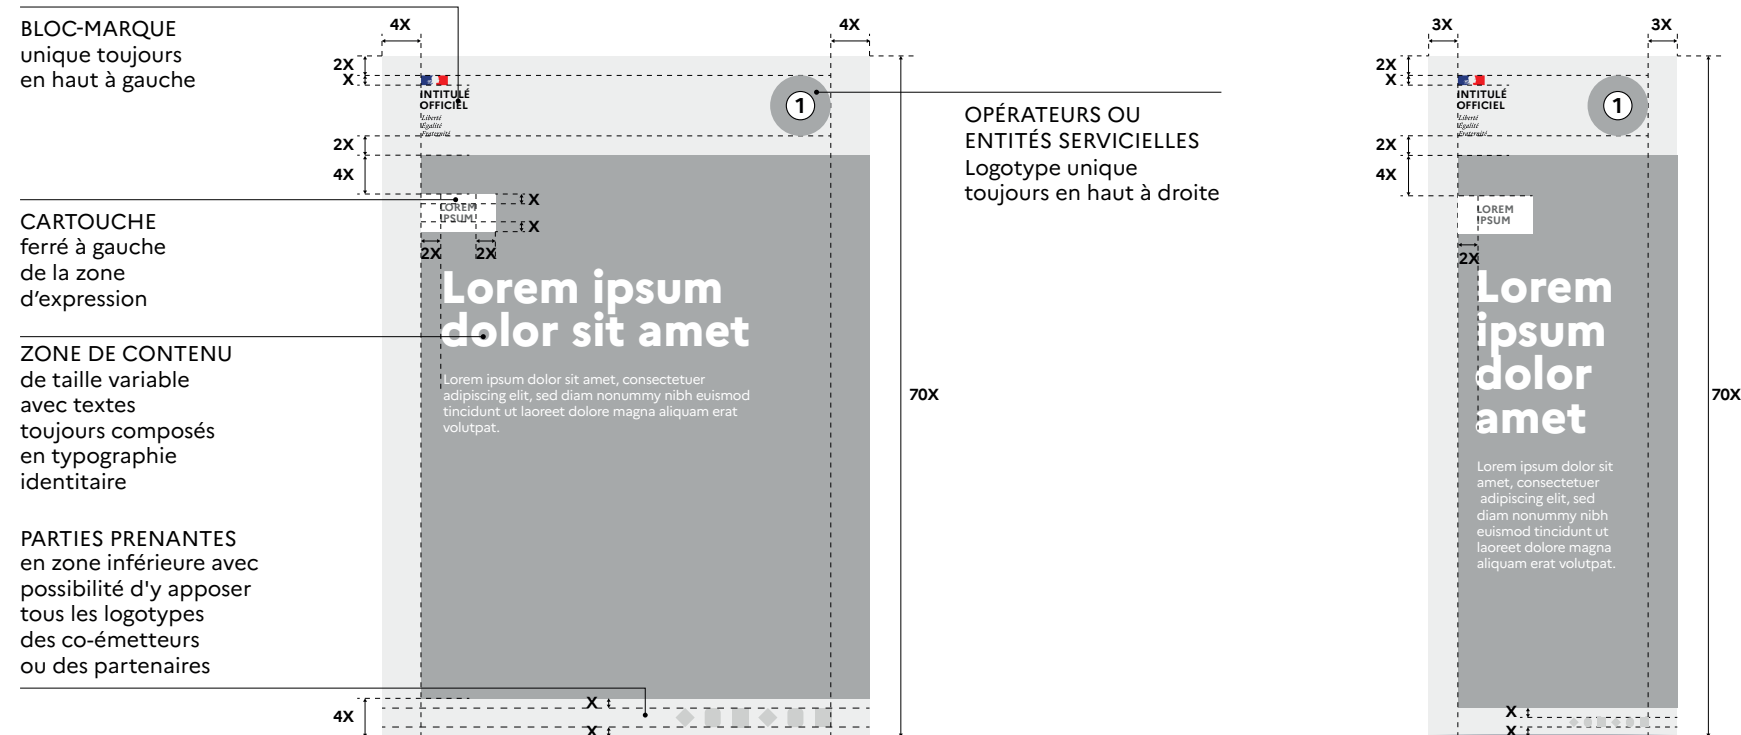 BLOC-MARQUE
unique toujours
en haut à gauche
CARTOUCHE
ferré à gauche
de la zone
d’expression
ZONE DE CONTENU
de taille variable
avec textes
toujours composés
en typographie
identitaire
PARTIES PRENANTES
en zone inférieure avec
possibilité d'y apposer
tous les logotypes
des co-émetteurs
ou des partenaires
4X
4X
2X
X
INTITULÉ
OFFICIEL
Liberté
Égalité
Fraternité
1
2X
4X
LOREM
IPSUM
X
X
2X
2X
Lorem ipsum
dolor sit amet
Lorem ipsum dolor sit amet, consectetuer
adipiscing elit, sed diam nonummy nibh euismod
tincidunt ut laoreet dolore magna aliquam erat
volutpat.
70X
4X
X
X
OPÉRATEURS OU
ENTITÉS SERVICIELLES
Logotype unique
toujours en haut à droite
3X
3X
2X
X
INTITULÉ
OFFICIEL
Liberté
Égalité
Fraternité
1
2X
4X
LOREM
IPSUM
2X
Lorem
ipsum
dolor
amet
Lorem ipsum dolor sit
amet, consectetuer
adipiscing elit, sed
diam nonummy nibh
euismod tincidunt ut
laoreet dolore magna
aliquam erat volutpat.
70X
X
X